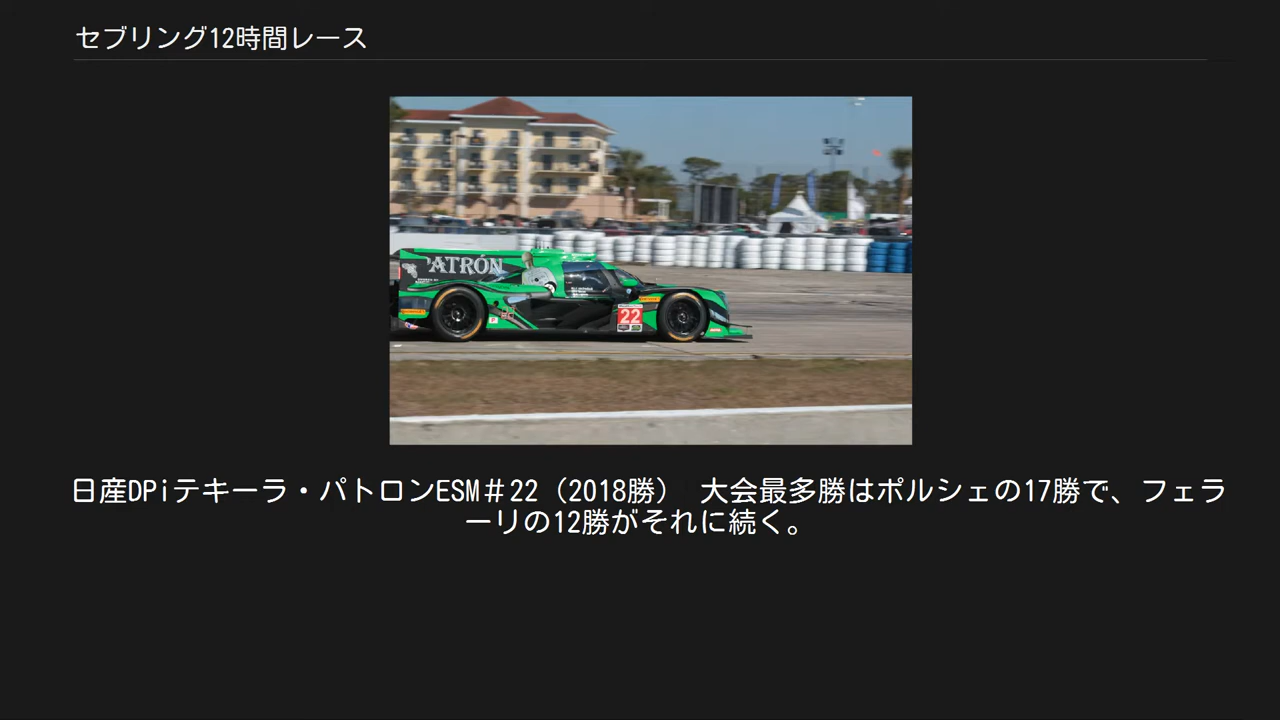 セブリング12時間レース
PATRÓN
22
日産DPiテキーラ・パトロンESM＃22（2018勝）　大会最多勝はポルシェの17勝で、フェラ
ーリの12勝がそれに続く。